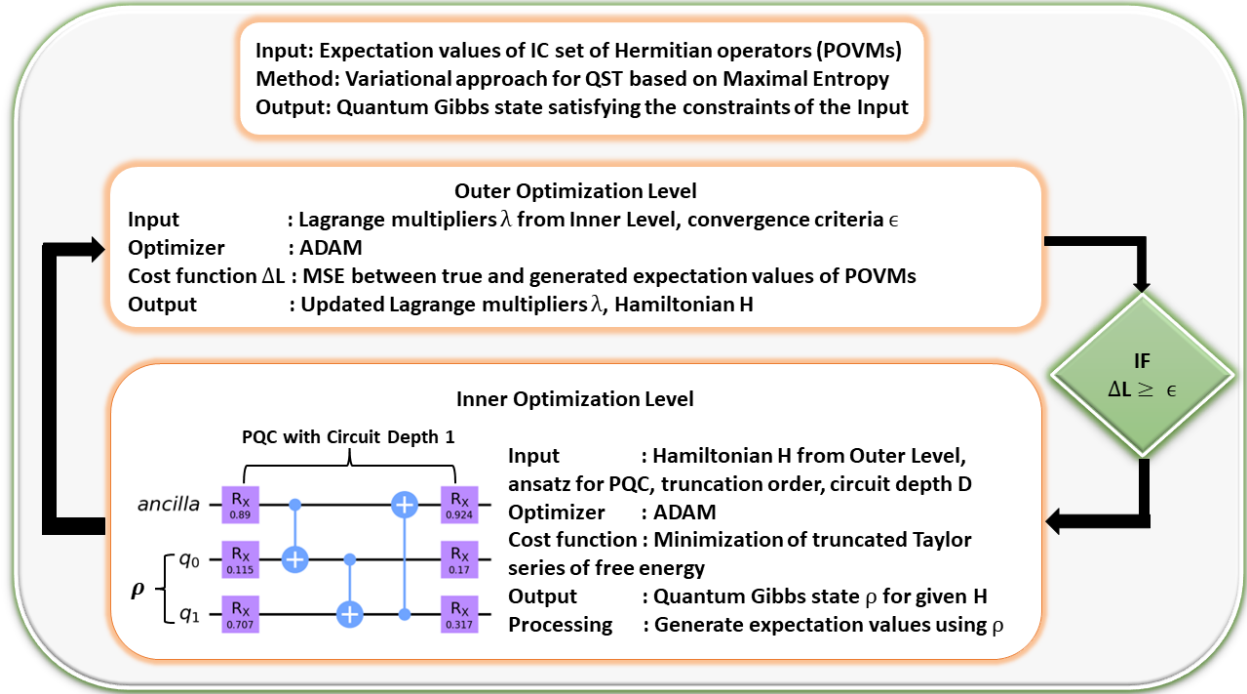 Input: Expectation values of IC set of Hermitian operators (POVMs)
Method: Variational approach for QST based on Maximal Entropy
Output: Quantum Gibbs state satisfying the constraints of the Input
Outer Optimization Level
Input : Lagrange multipliers λ from Inner Level, convergence criteria ϵ
Optimizer : ADAM
Cost function ΔL : MSE between true and generated expectation values of POVMs
Output : Updated Lagrange multipliers λ, Hamiltonian H
IF
ΔL ≥ ϵ
Inner Optimization Level
PQC with Circuit Depth 1
ancilla
R_X
0.89
R_X
0.924
ρ
q_0
R_X
0.115
R_X
0.17
q_1
R_X
0.707
R_X
0.317
Input : Hamiltonian H from Outer Level,
ansatz for PQC, truncation order, circuit depth D
Optimizer : ADAM
Cost function : Minimization of truncated Taylor
series of free energy
Output : Quantum Gibbs state ρ for given H
Processing : Generate expectation values using ρ